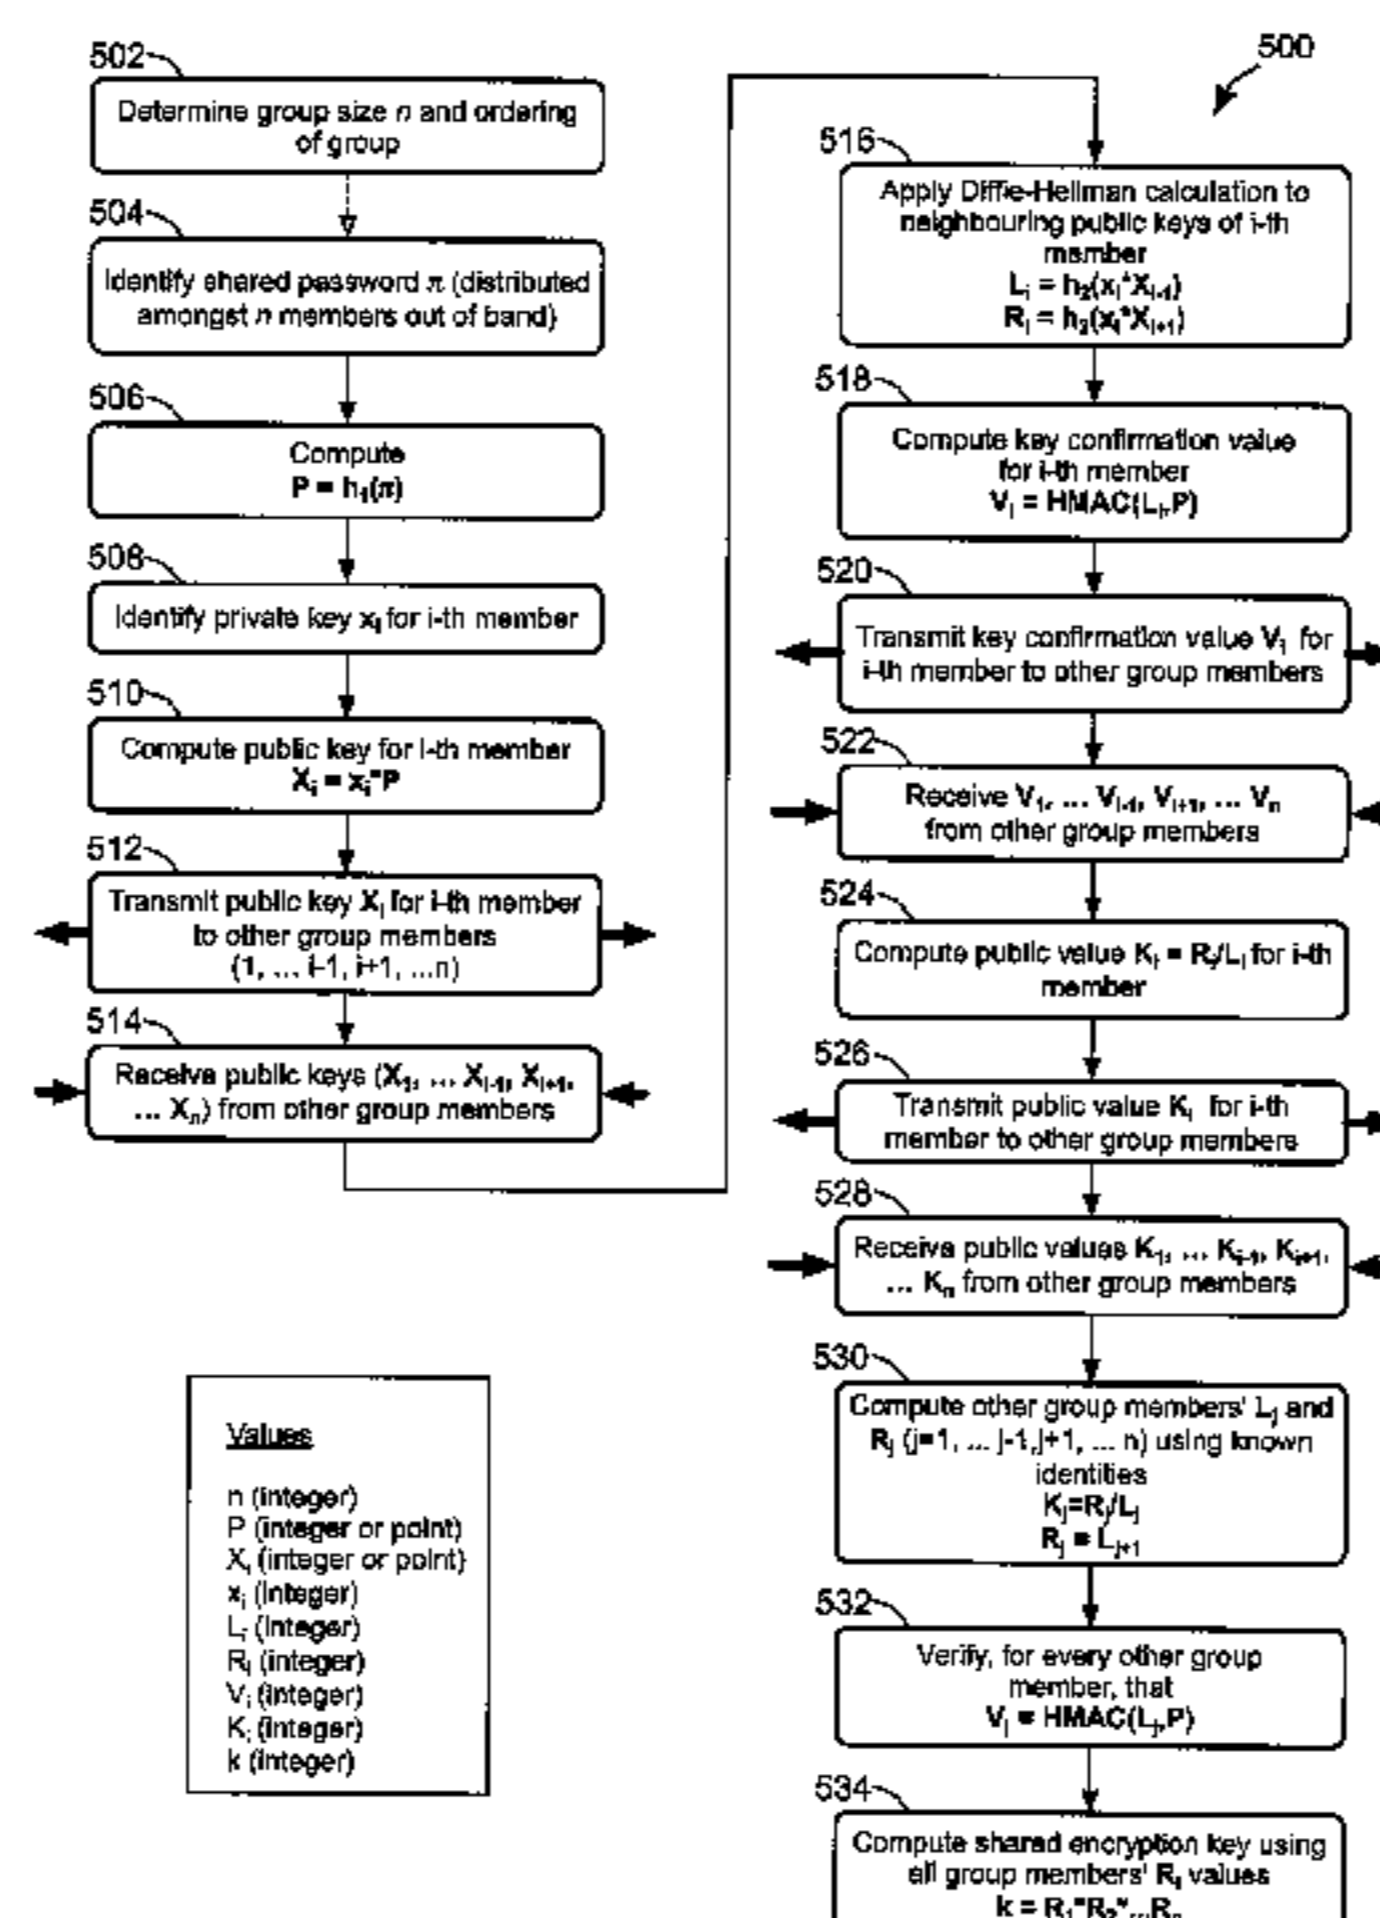 502
Determine group size n and ordering
of group
504
Identify shared password π (distributed
amongst n members out of band)
506
Compute
P = h₁(π)
508
Identify private key xᵢ for i-th member
510
Compute public key for i-th member
Xᵢ = xᵢ*P
512
Transmit public key Xᵢ for i-th member
to other group members
(1, ... i-1, i+1, ...n)
514
Receive public keys (X₁, ... Xᵢ₋₁, Xᵢ₊₁,
... Xₙ) from other group members
500
516
Apply Diffie-Hellman calculation to
neighbouring public keys of i-th
member
Lᵢ = h₂(xᵢ*Xᵢ₋₁)
Rᵢ = h₂(xᵢ*Xᵢ₊₁)
518
Compute key confirmation value
for i-th member
Vᵢ = HMAC(Lᵢ,P)
520
Transmit key confirmation value Vᵢ for
i-th member to other group members
522
Receive V₁, ... Vᵢ₋₁, Vᵢ₊₁, ... Vₙ
from other group members
524
Compute public value Kᵢ = Rᵢ/Lᵢ for i-th
member
526
Transmit public value Kᵢ for i-th
member to other group members
528
Receive public values K₁, ... Kᵢ₋₁, Kᵢ₊₁,
... Kₙ from other group members
530
Compute other group members' Lⱼ and
Rⱼ (j=1, ... j-1,j+1, ... n) using known
identities
Kⱼ=Rⱼ/Lⱼ
Rⱼ = Lⱼ₊₁
532
Verify, for every other group
member, that
Vⱼ = HMAC(Lⱼ,P)
534
Compute shared encryption key using
all group members' Rᵢ values
k = R₁*R₂*...Rₙ
Values
n (integer)
P (integer or point)
Xᵢ (integer or point)
xᵢ (integer)
Lᵢ (integer)
Rᵢ (integer)
Vᵢ (integer)
Kᵢ (integer)
k (integer)